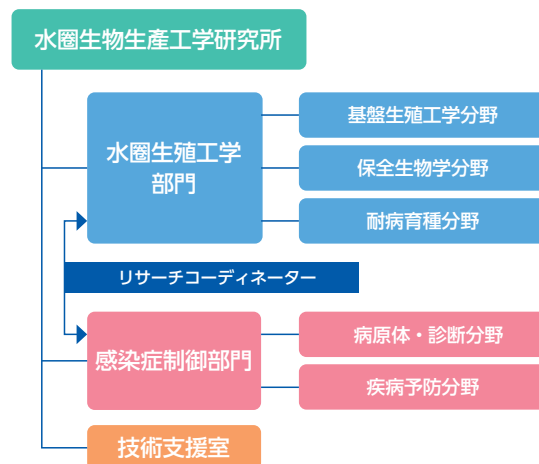 水圏生物生産工学研究所
水圏生殖工学
部門
基盤生殖工学分野
保全生物学分野
耐病育種分野
リサーチコーディネーター
感染症制御部門
病原体・診断分野
疾病予防分野
技術支援室